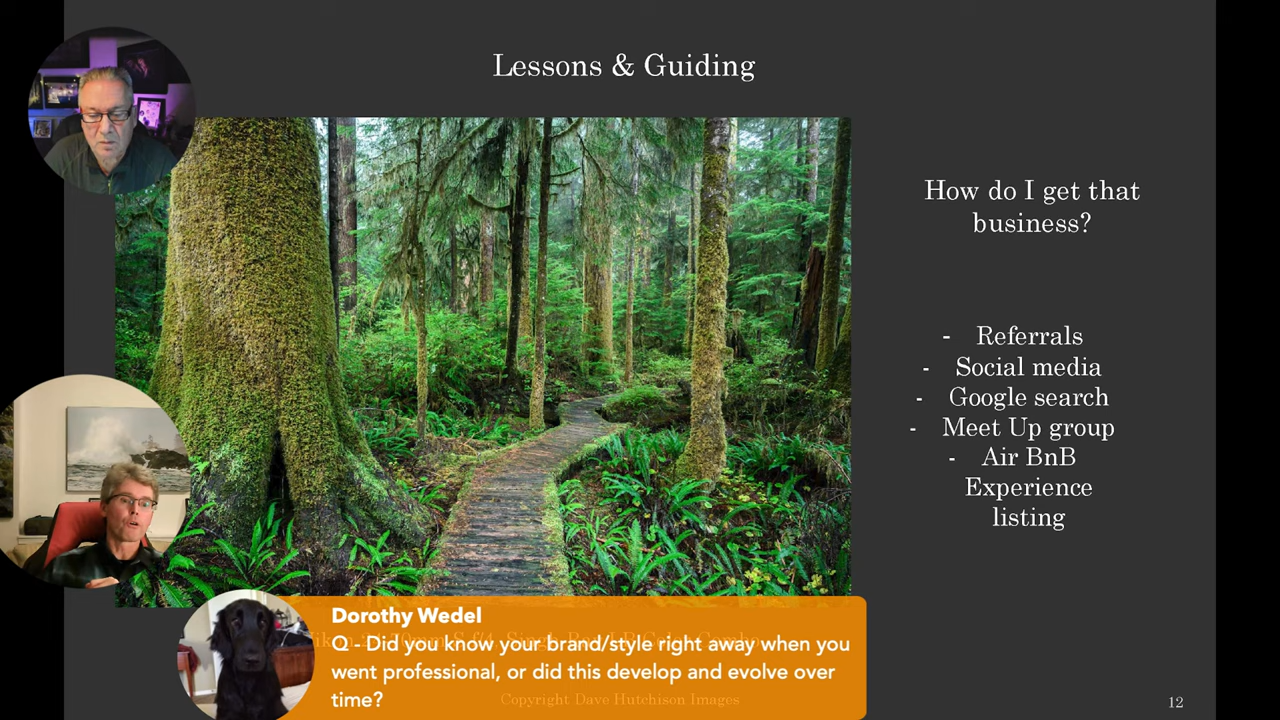 Lessons & Guiding
How do I get that
business?
- Referrals
- Social media
- Google search
- Meet Up group
- Air BnB
Experience
listing
Dorothy Wedel
Q - Did you know your brand/style right away when you
went professional, or did this develop and evolve over
time?
Copyright Dave Hutchison Images
12